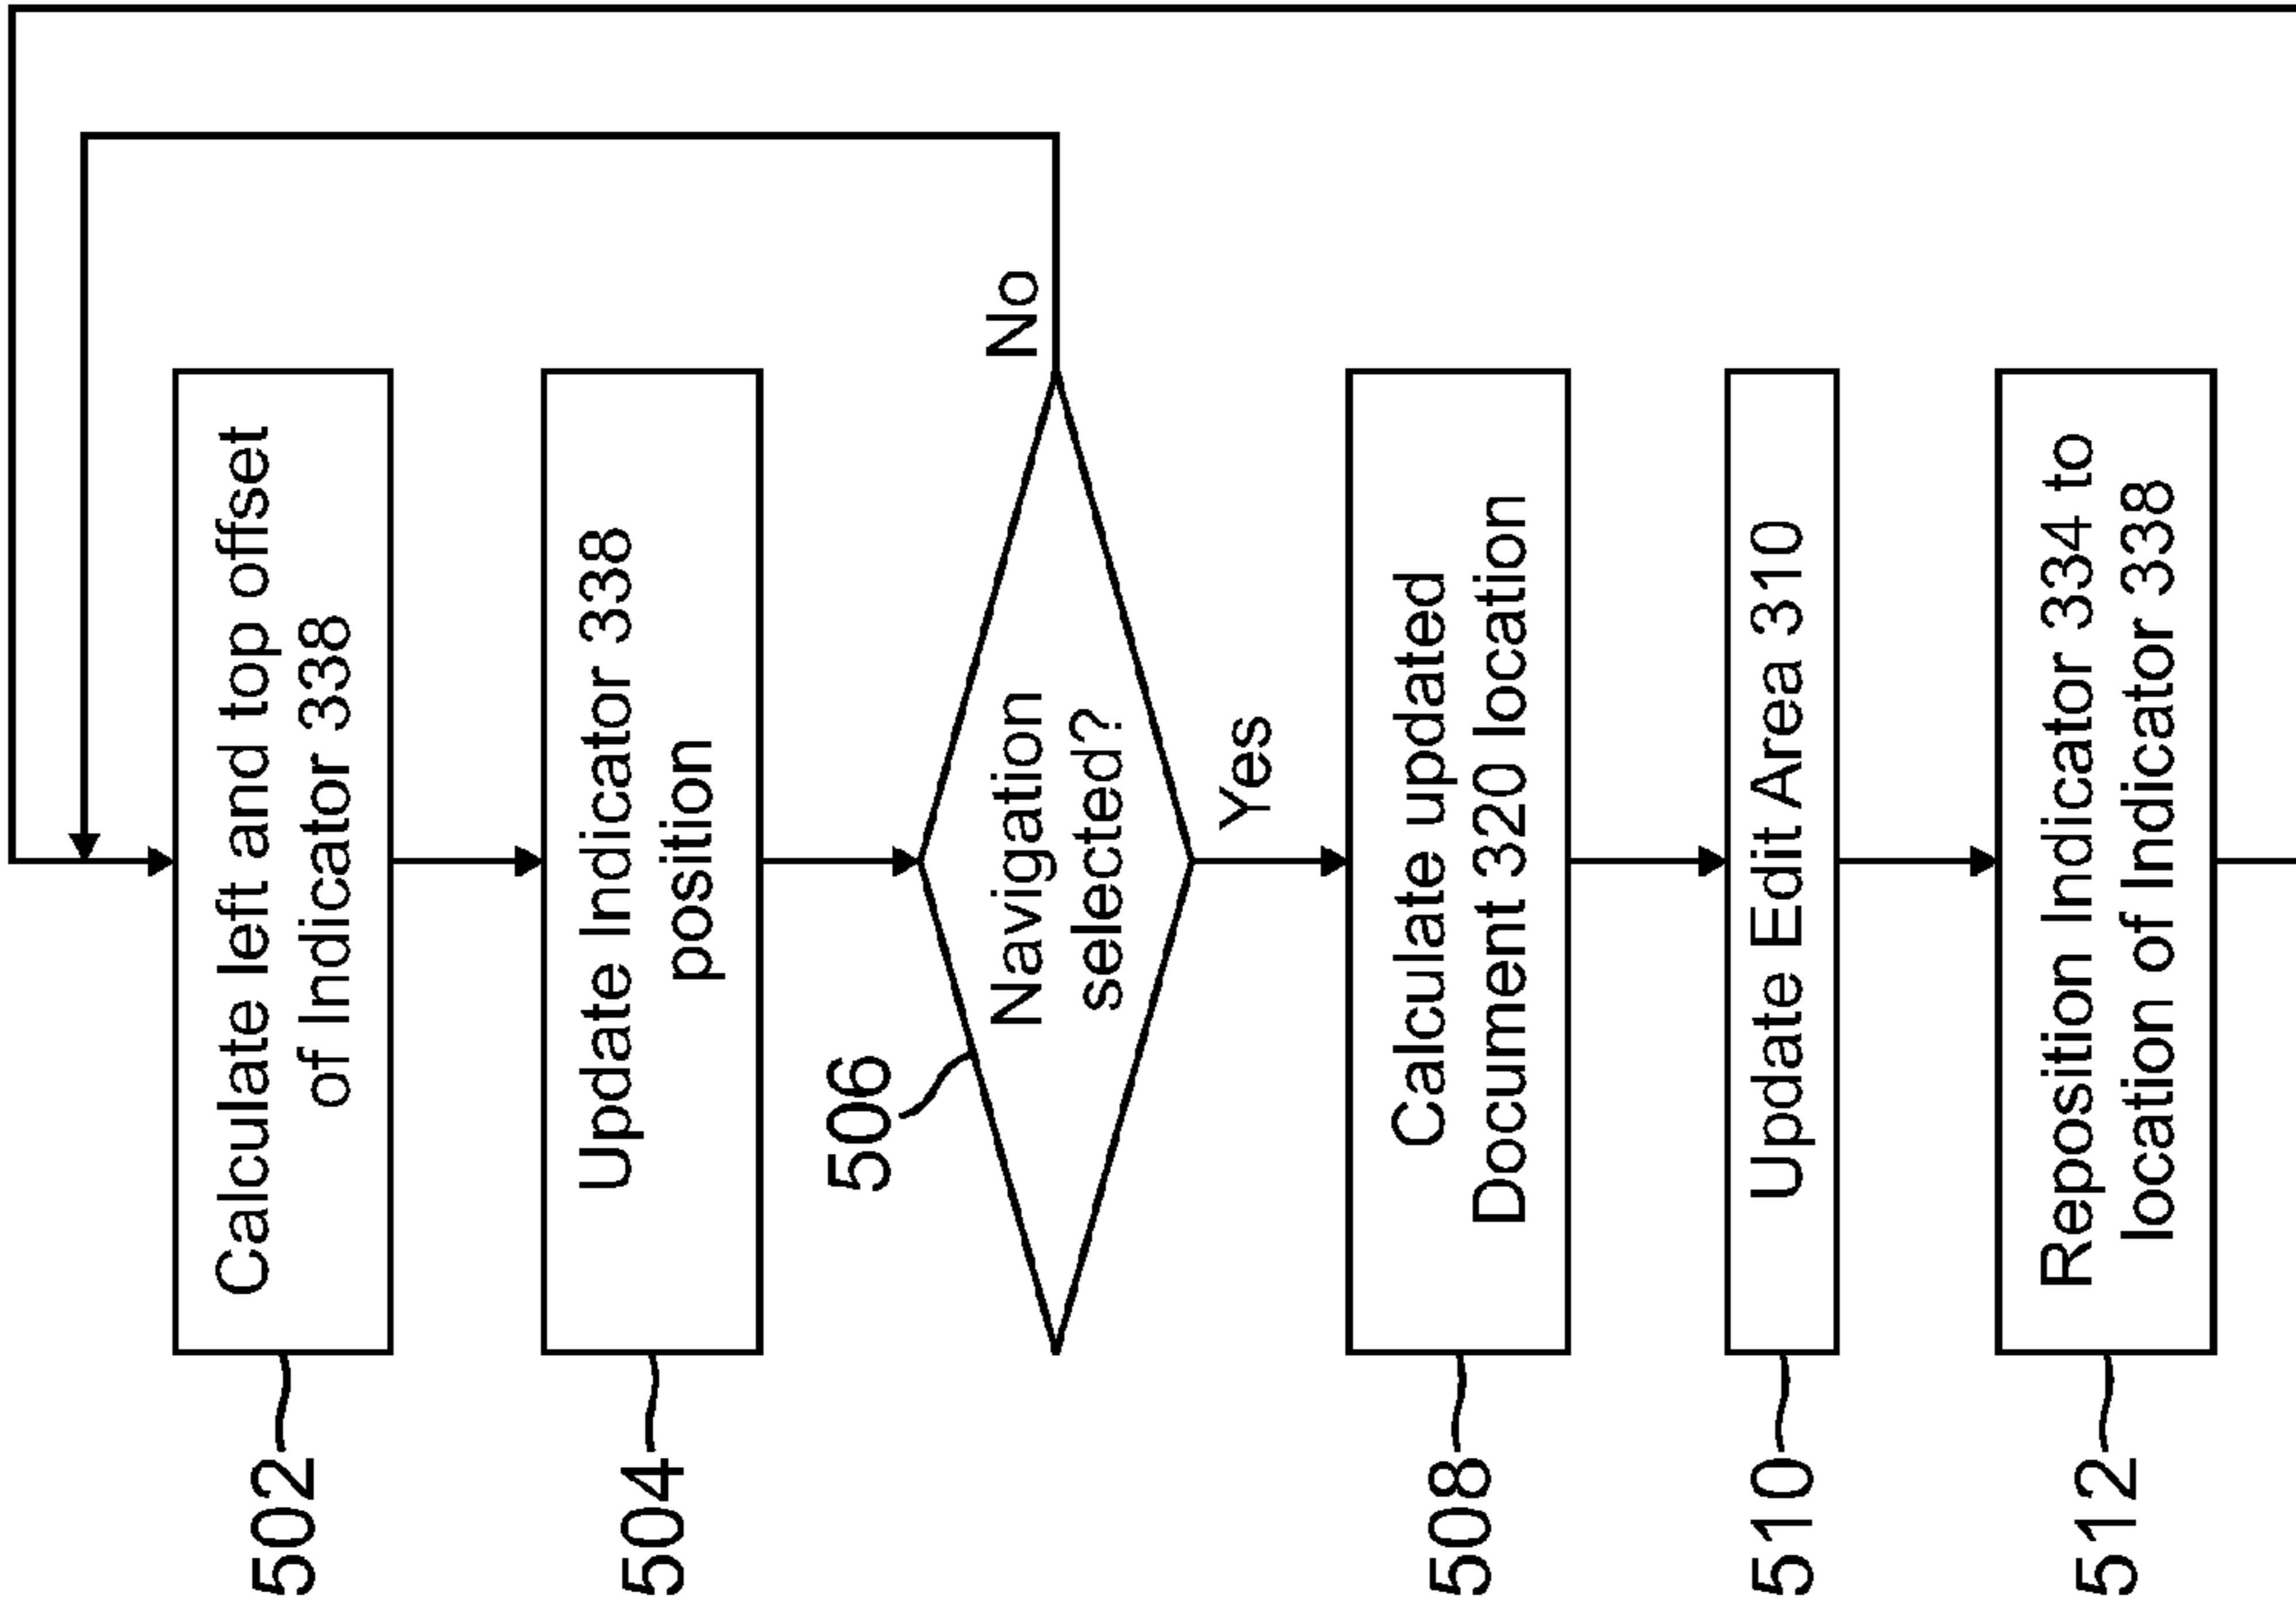 502
Calculate left and top offset
of Indicator 338
504
Update Indicator 338
position
506
Navigation
selected?
No
Yes
508
Calculate updated
Document 320 location
510
Update Edit Area 310
512
Reposition Indicator 334 to
location of Indicator 338